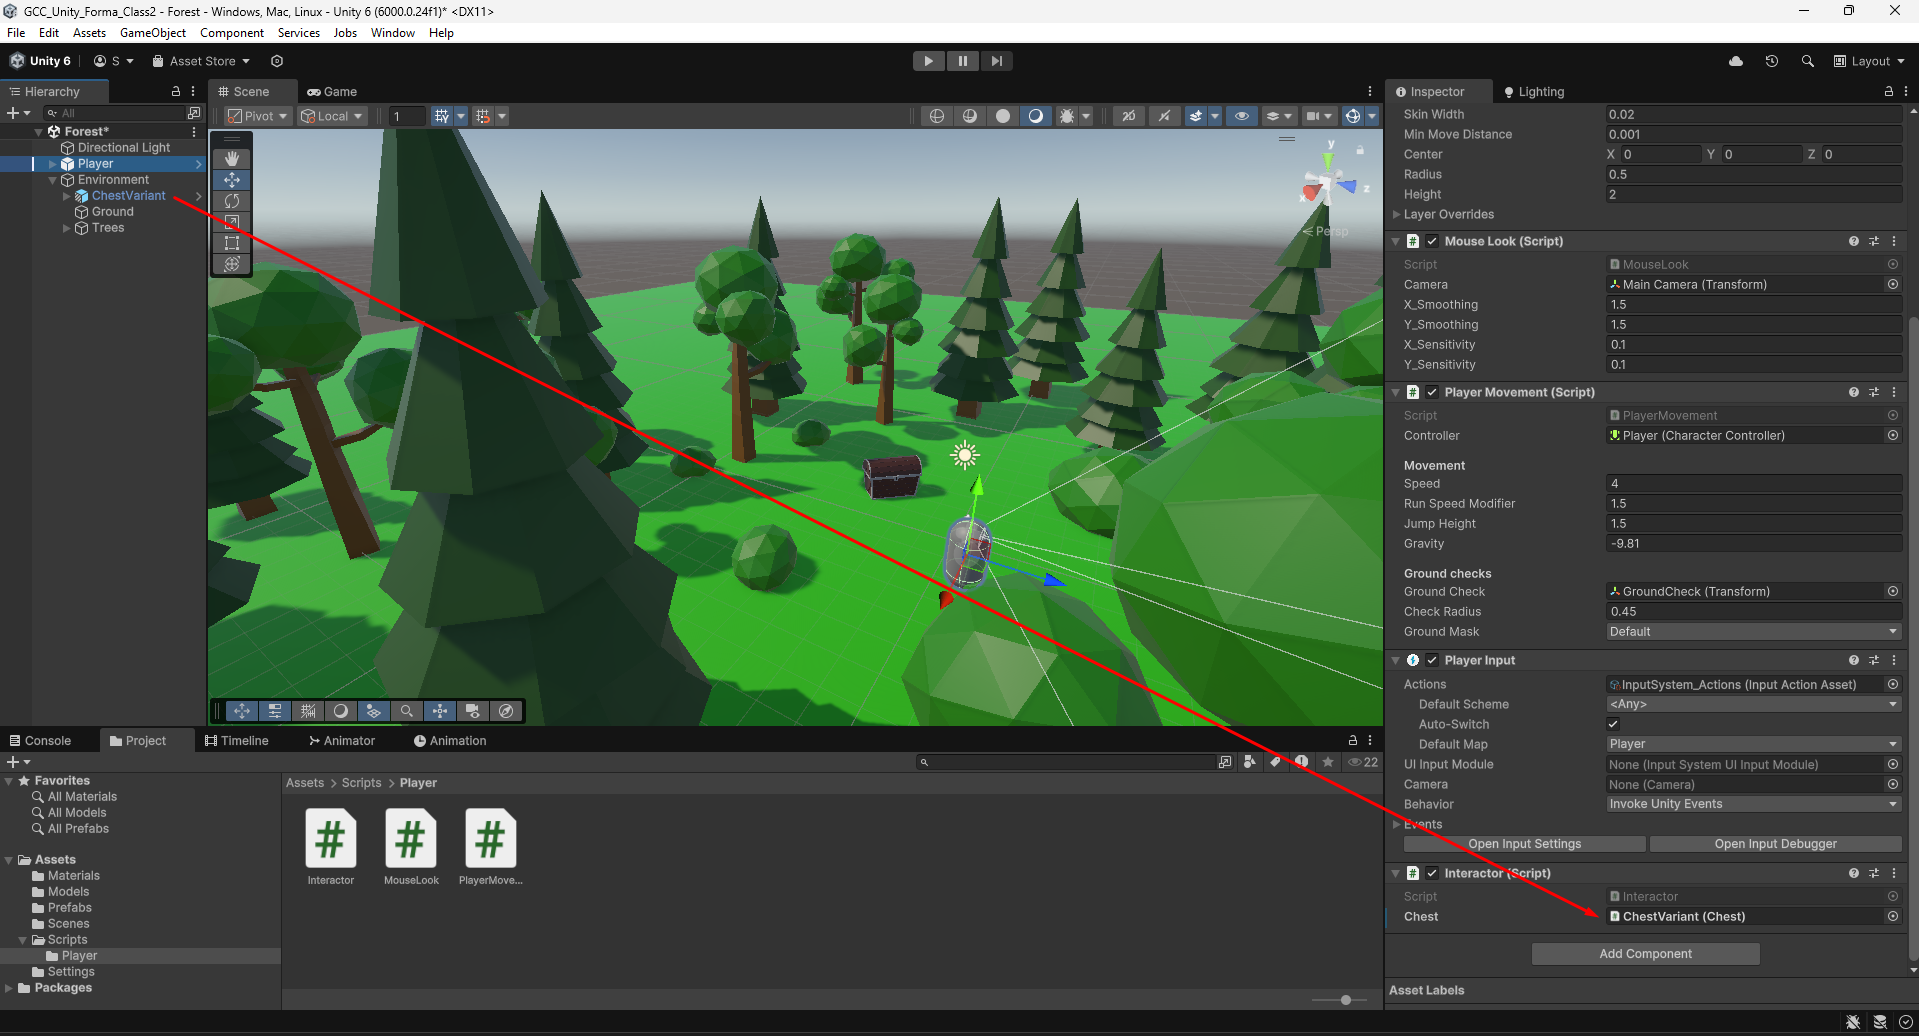 GCC_Unity_Forma_Class2 - Forest - Windows, Mac, Linux - Unity 6 (6000.0.24f1)* <DX11>
File Edit Assets GameObject Component Services Jobs Window Help
Unity 6 S Asset Store Layout
Hierarchy
All
Forest*
Directional Light
Player
Environment
ChestVariant
Ground
Trees
Scene Game
Pivot Local 1 2D
y
x z
Persp
Inspector Lighting
Skin Width 0.02
Min Move Distance 0.001
Center X 0 Y 0 Z 0
Radius 0.5
Height 2
Layer Overrides
# Mouse Look (Script)
Script MouseLook
Camera Main Camera (Transform)
X_Smoothing 1.5
Y_Smoothing 1.5
X_Sensitivity 0.1
Y_Sensitivity 0.1
# Player Movement (Script)
Script PlayerMovement
Controller Player (Character Controller)
Movement
Speed 4
Run Speed Modifier 1.5
Jump Height 1.5
Gravity -9.81
Ground checks
Ground Check GroundCheck (Transform)
Check Radius 0.45
Ground Mask Default
Player Input
Actions InputSystem_Actions (Input Action Asset)
Default Scheme <Any>
Auto-Switch
Default Map Player
UI Input Module None (Input System UI Input Module)
Camera None (Camera)
Behavior Invoke Unity Events
Events
Open Input Settings Open Input Debugger
# Interactor (Script)
Script Interactor
Chest ChestVariant (Chest)
Add Component
Asset Labels
Console Project Timeline Animator Animation
22
Favorites
All Materials
All Models
All Prefabs
Assets
Materials
Models
Prefabs
Scenes
Scripts
Player
Settings
Packages
Assets > Scripts > Player
# # #
Interactor MouseLook PlayerMove...